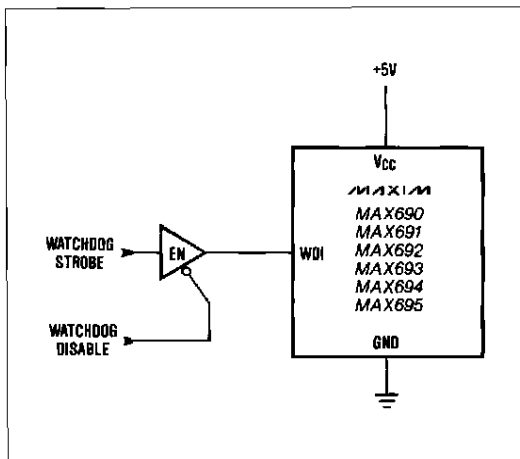 +5V
VCC
MAXIM
MAX690
MAX691
MAX692
MAX693
MAX694
MAX695
WATCHDOG
STROBE
EN
WDI
WATCHDOG
DISABLE
GND